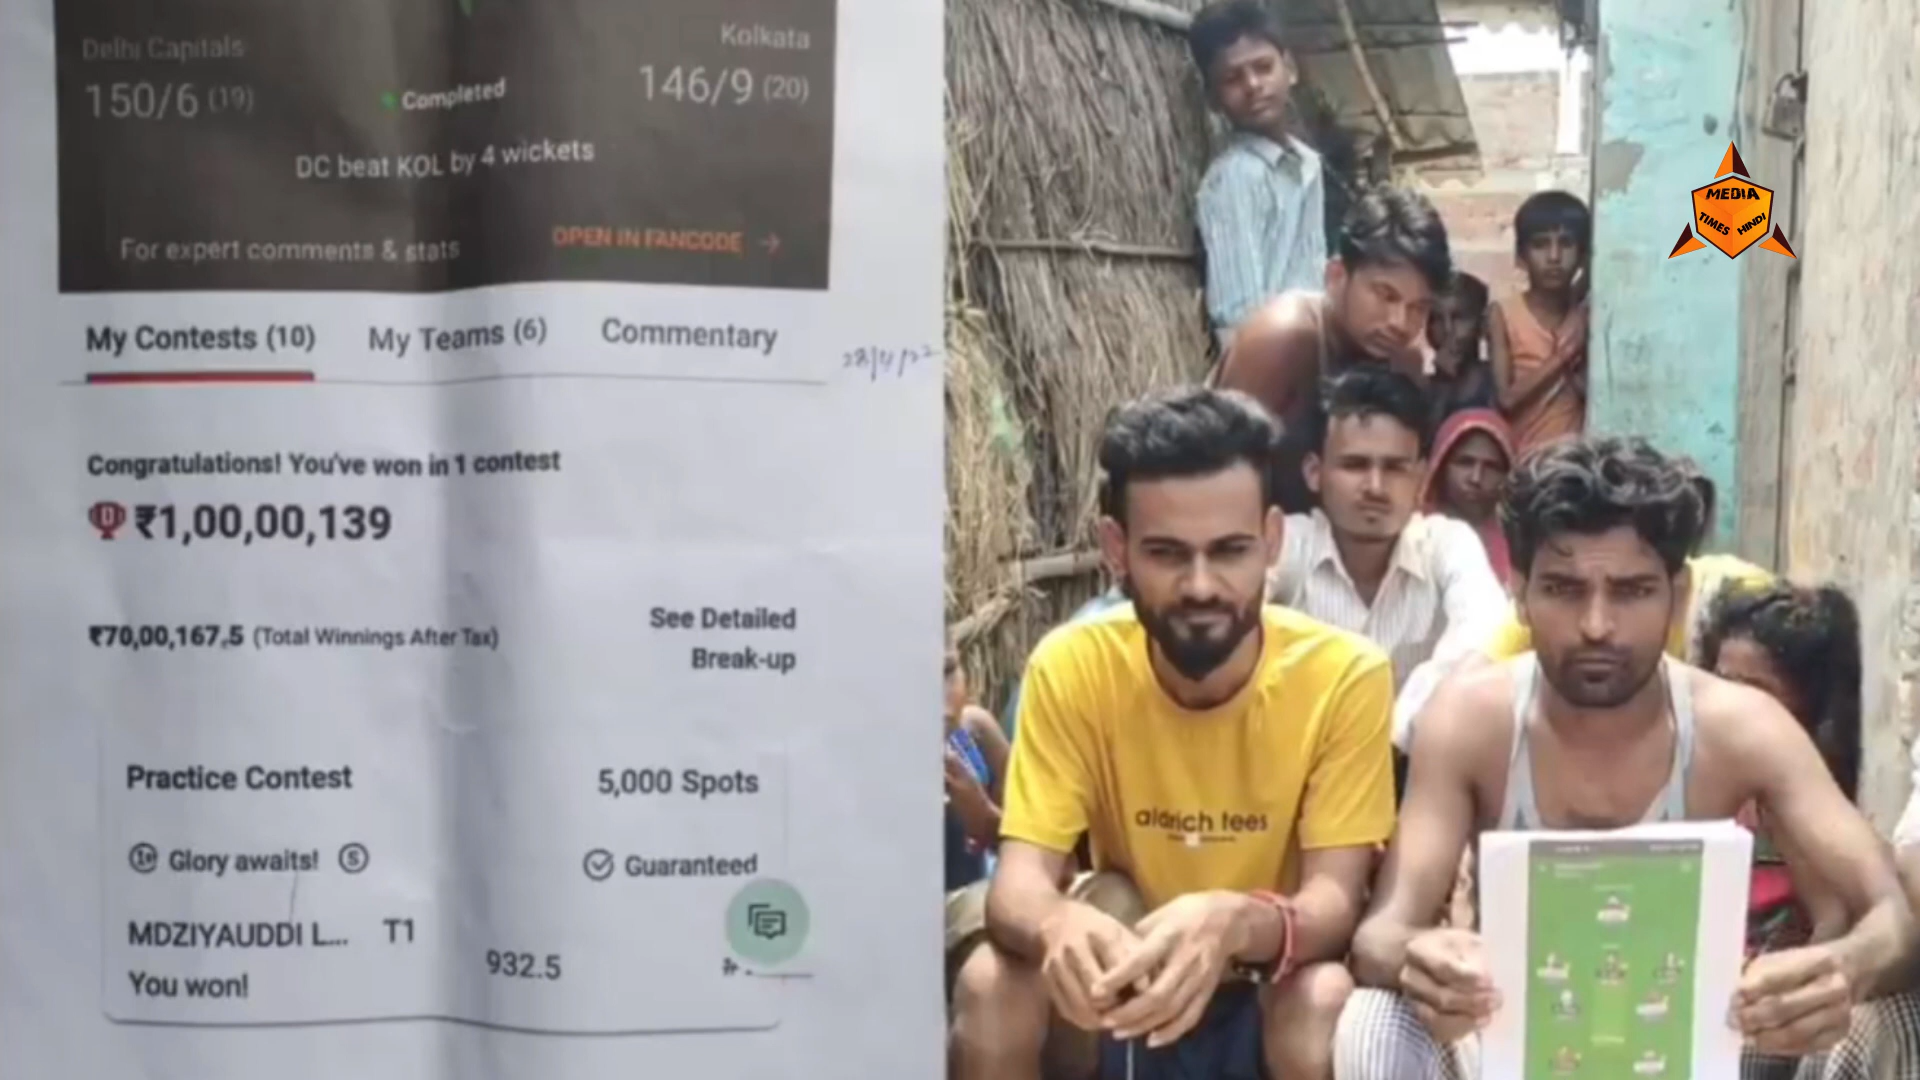 Delhi Capitals
Kolkata
150/6 (19)
Completed
146/9 (20)
DC beat KOL by 4 wickets
For expert comments & stats
OPEN IN FANCODE →
My Contests (10)
My Teams (6)
Commentary
28/4/22
Congratulations! You've won in 1 contest
₹1,00,00,139
₹70,00,167.5 (Total Winnings After Tax)
See Detailed
Break-up
Practice Contest
5,000 Spots
Glory awaits!
S
Guaranteed
MDZIYAUDDI L...
T1
932.5
You won!
MEDIA
TIMES HINDI
aldrich tees